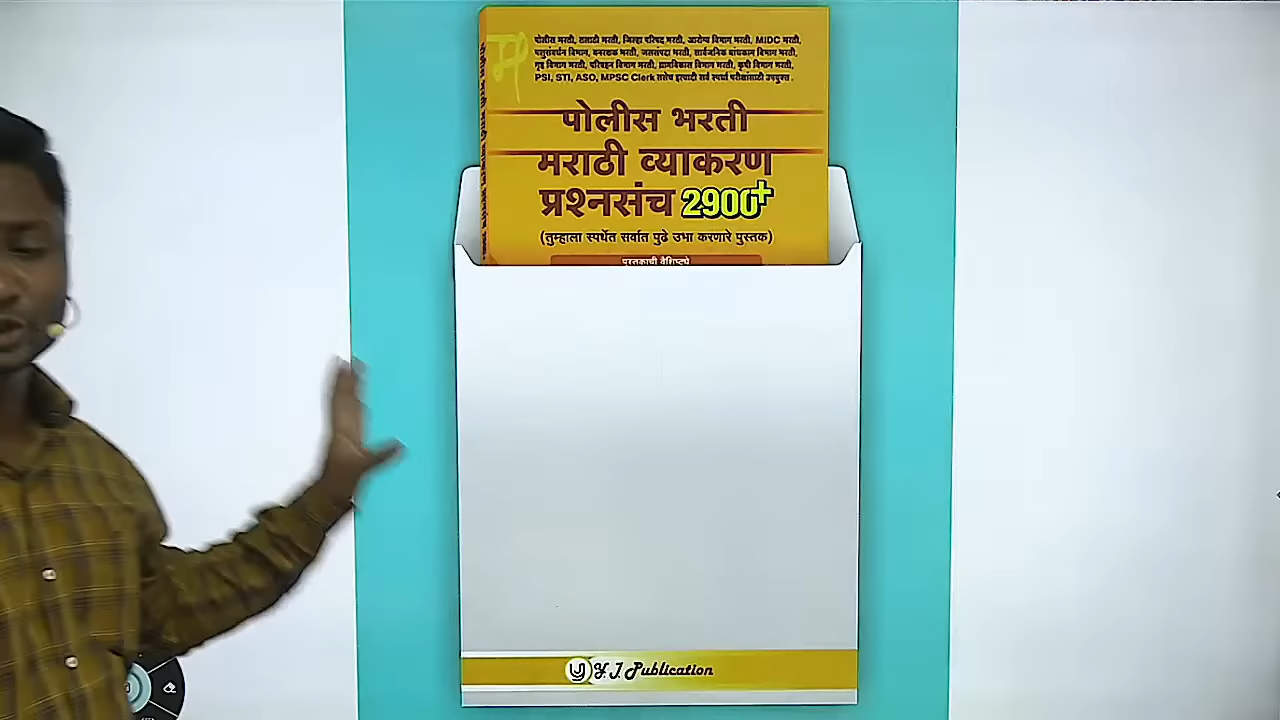 म
पोलीस भरती, तलाठी भरती, जिल्हा परिषद भरती, आरोग्य विभाग भरती, MIDC भरती,
पशुसंवर्धन विभाग, वनरक्षक भरती, जलसंपदा भरती, सार्वजनिक बांधकाम विभाग भरती,
गृह विभाग भरती, परिवहन विभाग भरती, ग्रामविकास विभाग भरती, कृषी विभाग भरती,
PSI, STI, ASO, MPSC Clerk तसेच इत्यादी सर्व स्पर्धा परीक्षांसाठी उपयुक्त .
पोलीस भरती
मराठी व्याकरण
प्रश्नसंच 2900+
(तुम्हाला स्पर्धेत सर्वात पुढे उभा करणारे पुस्तक)
पुस्तकाची वैशिष्ट्ये
Y.J Publication